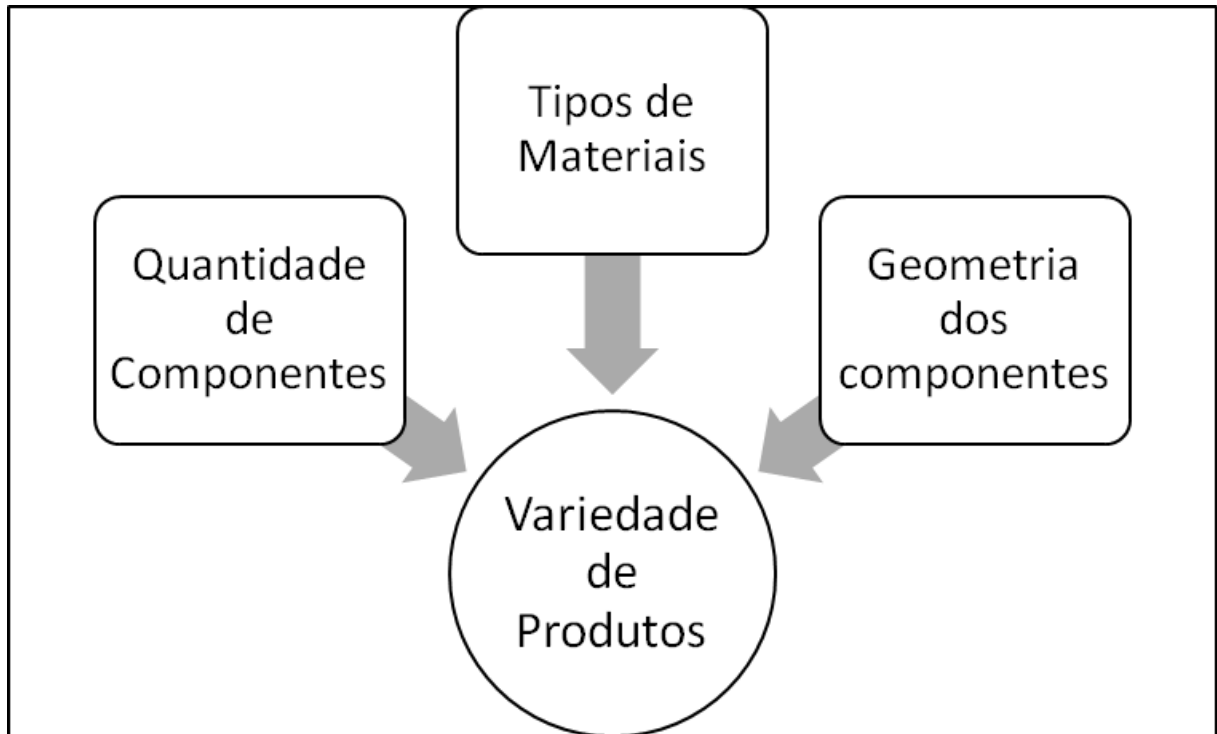 Tipos de
Materiais
Quantidade
de
Componentes
Geometria
dos
componentes
Variedade
de
Produtos